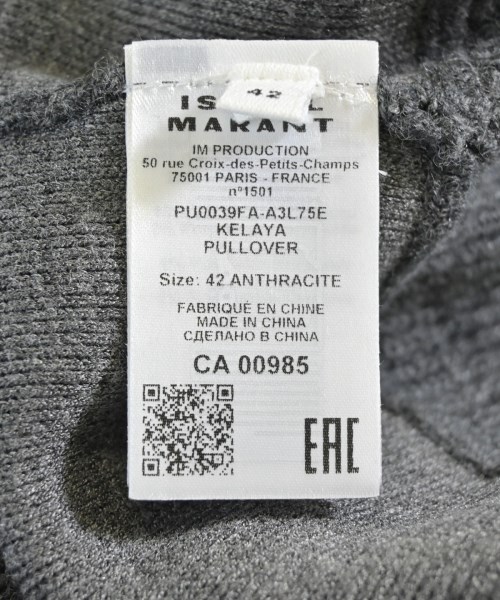 42
MARANT
IM PRODUCTION
50 rue Croix-des-Petits-Champs
75001 PARIS - FRANCE
n°1501
PU0039FA-A3L75E
KELAYA
PULLOVER
Size: 42 ANTHRACITE
FABRIQUÉ EN CHINE
MADE IN CHINA
СДЕЛАНО В CHINA
CA 00985
EAC